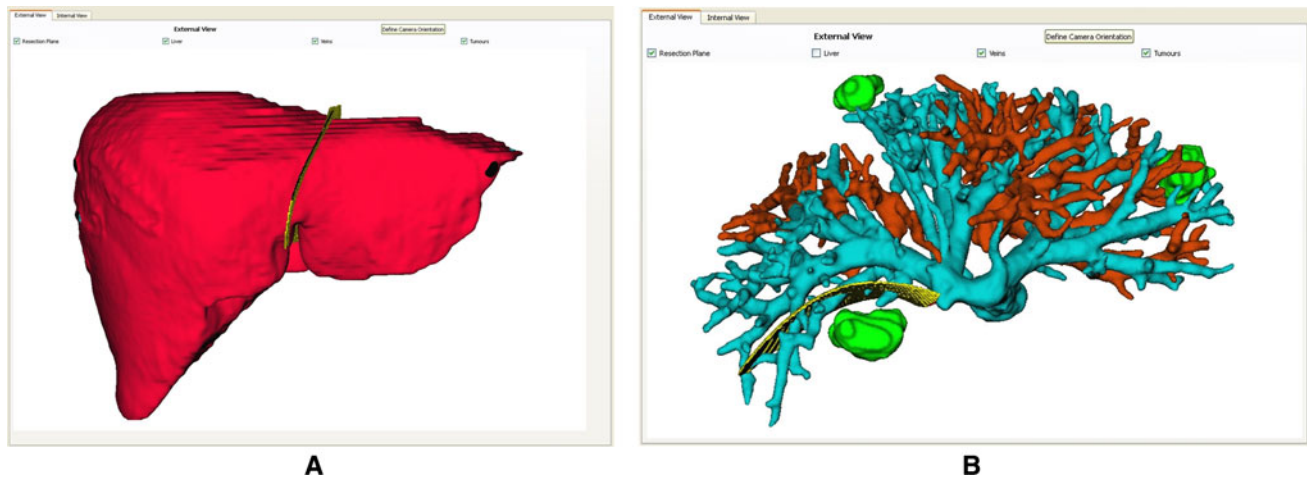 External View Internal View
External View Define Camera Orientation
Resection Plane Liver Veins Tumours
A
External View Internal View
External View Define Camera Orientation
Resection Plane Liver Veins Tumours
B